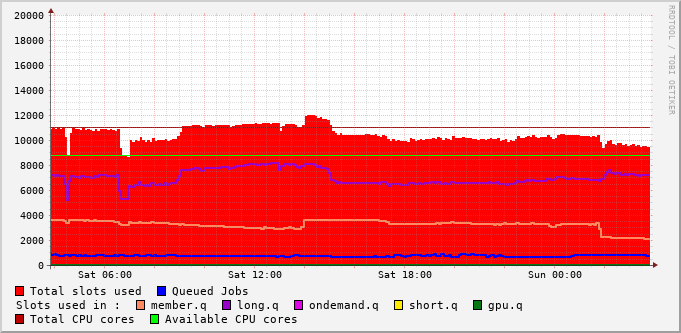 RRDTOOL / TOBI OETIKER
20000
18000
16000
14000
12000
10000
8000
6000
4000
2000
0
Sat 06:00 Sat 12:00 Sat 18:00 Sun 00:00
Total slots used Queued Jobs
Slots used in : member.q long.q ondemand.q short.q gpu.q
Total CPU cores Available CPU cores